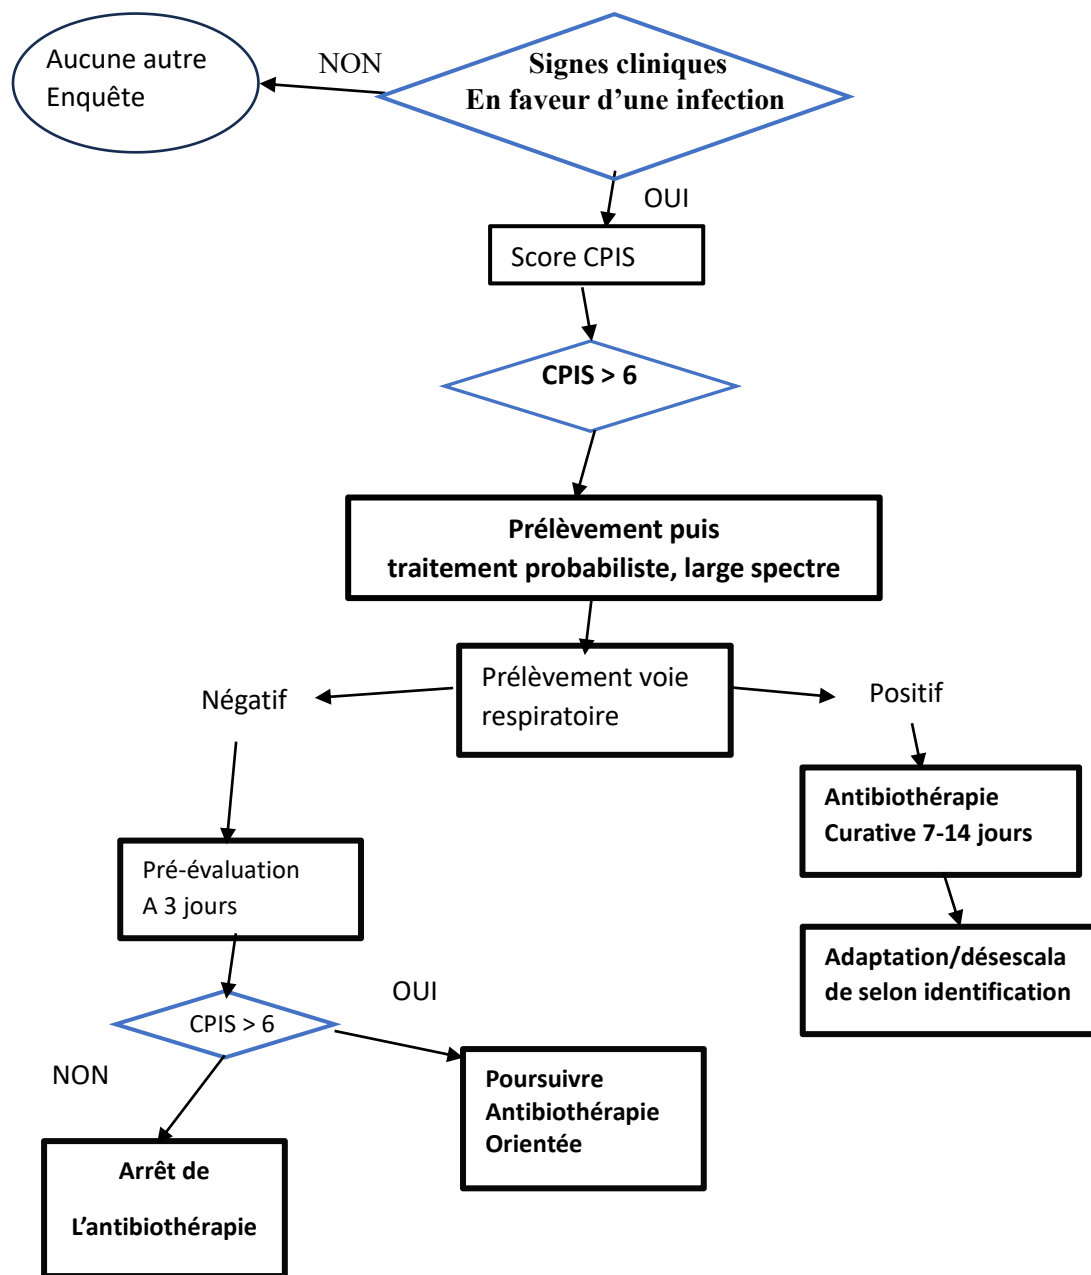 Aucune autre
Enquête
NON
Signes cliniques
En faveur d’une infection
OUI
Score CPIS
CPIS > 6
Prélèvement puis
traitement probabiliste, large spectre
Prélèvement voie
respiratoire
Négatif
Positif
Antibiothérapie
Curative 7-14 jours
Pré-évaluation
A 3 jours
Adaptation/désescala
de selon identification
OUI
CPIS > 6
NON
Poursuivre
Antibiothérapie
Orientée
Arrêt de
L’antibiothérapie